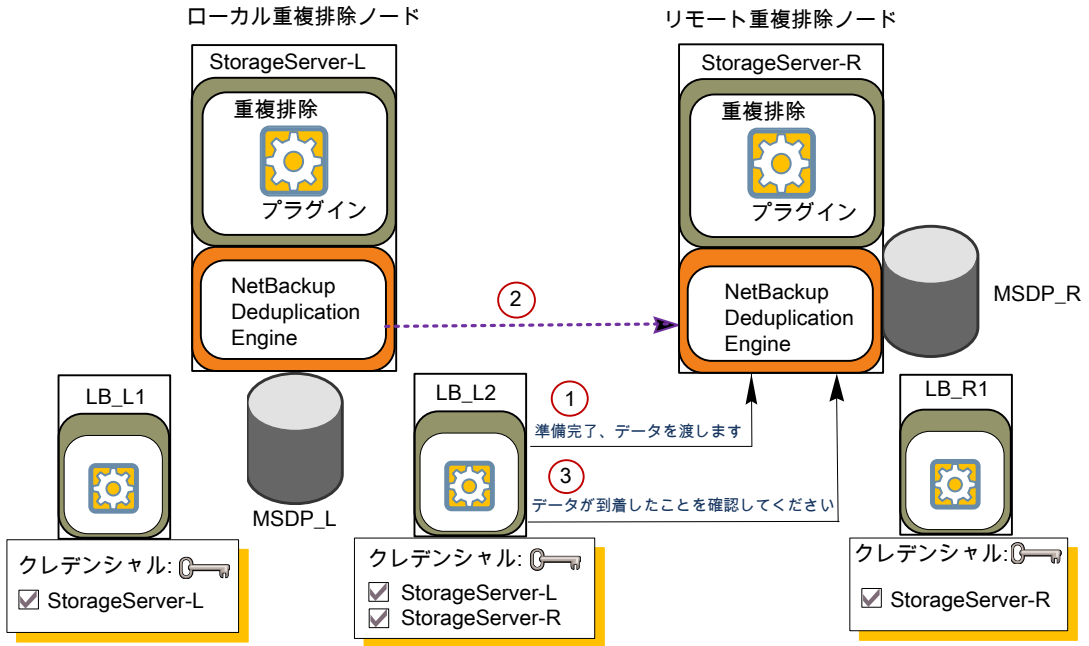 ローカル重複排除ノード
リモート重複排除ノード
StorageServer-L
重複排除
プラグイン
NetBackup
Deduplication
Engine
StorageServer-R
重複排除
プラグイン
NetBackup
Deduplication
Engine
2
MSDP_R
LB_L1
MSDP_L
LB_L2
1
準備完了、データを渡します
3
データが到着したことを確認してください
LB_R1
クレデンシャル:
StorageServer-L
クレデンシャル:
StorageServer-L
StorageServer-R
クレデンシャル:
StorageServer-R